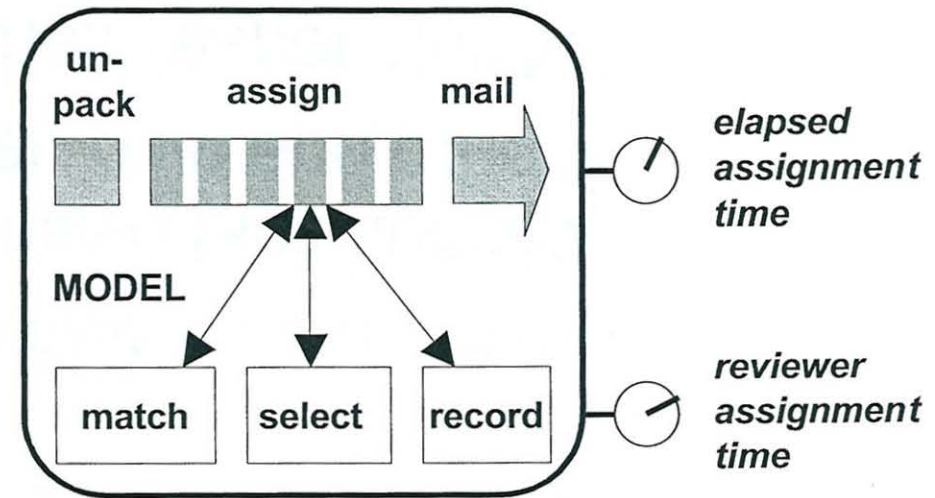 un-
pack
assign
mail
elapsed
assignment
time
MODEL
match
select
record
reviewer
assignment
time